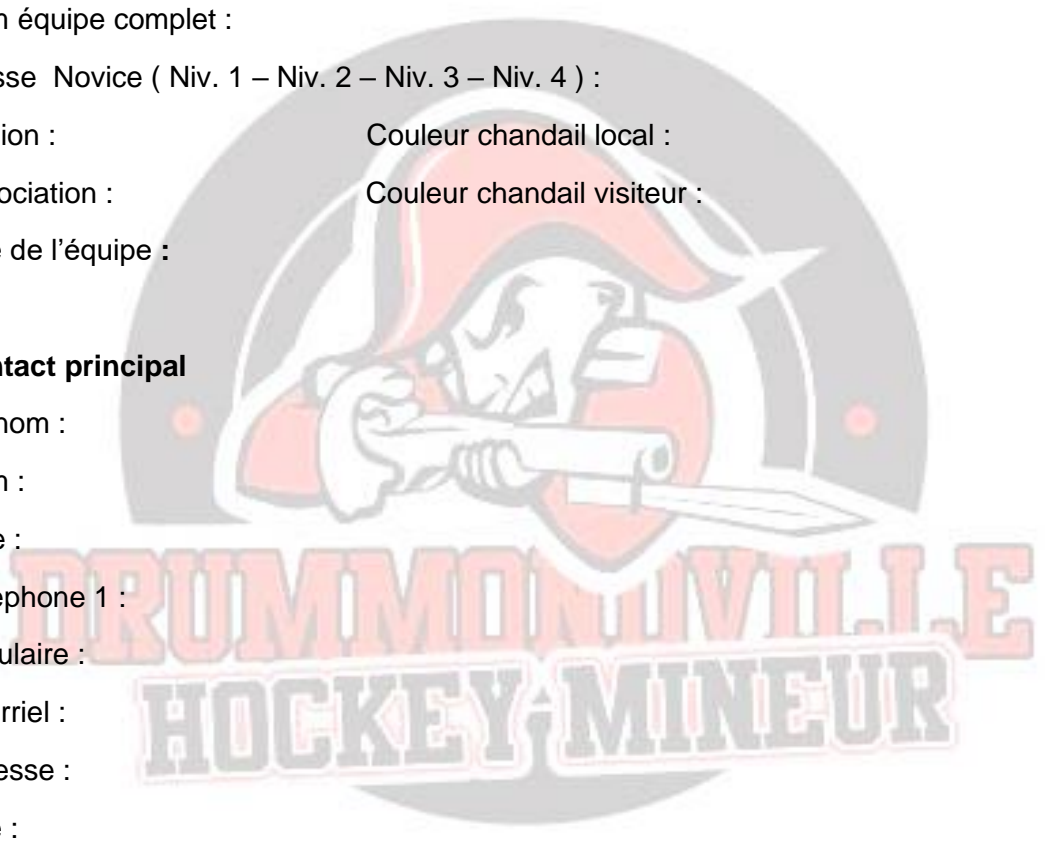 n équipe complet :
sse Novice ( Niv. 1 – Niv. 2 – Niv. 3 – Niv. 4 ) :
ion : Couleur chandail local :
ociation : Couleur chandail visiteur :
e de l’équipe :
ntact principal
nom :
n :
e :
éphone 1 :
ulaire :
rriel :
esse :
e :
DRUMMONDVILLE
HOCKEY MINEUR